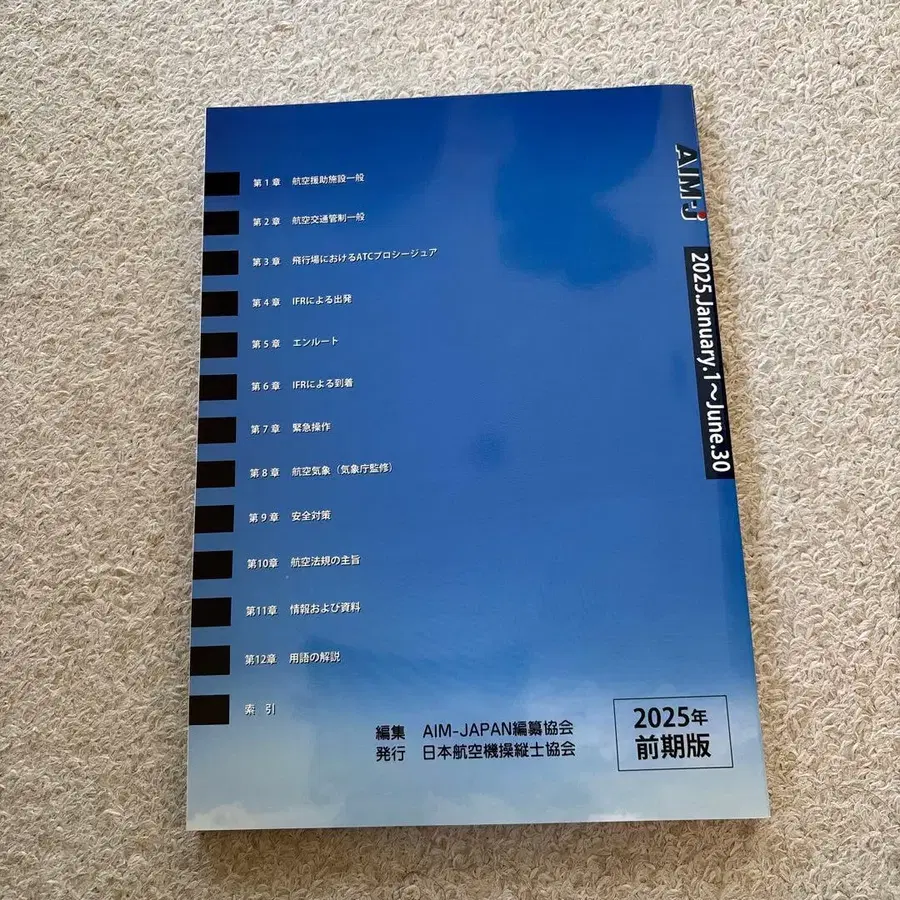 AIM-J
2025.January.1～June.30
第1章 航空援助施設一般
第2章 航空交通管制一般
第3章 飛行場におけるATCプロシージュア
第4章 IFRによる出発
第5章 エンルート
第6章 IFRによる到着
第7章 緊急操作
第8章 航空気象（気象庁監修）
第9章 安全対策
第10章 航空法規の主旨
第11章 情報および資料
第12章 用語の解説
索 引
編集 AIM-JAPAN編纂協会
発行 日本航空機操縦士協会
2025年
前期版